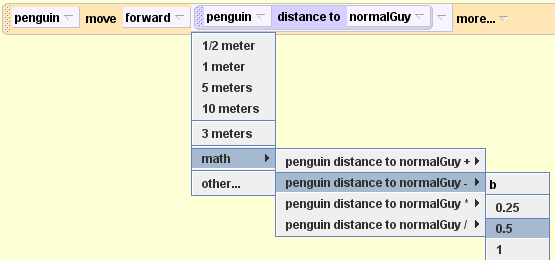 penguin move forward penguin distance to normalGuy more...
1/2 meter
1 meter
5 meters
10 meters
3 meters
math
other...
penguin distance to normalGuy +
penguin distance to normalGuy -
penguin distance to normalGuy *
penguin distance to normalGuy /
b
0.25
0.5
1